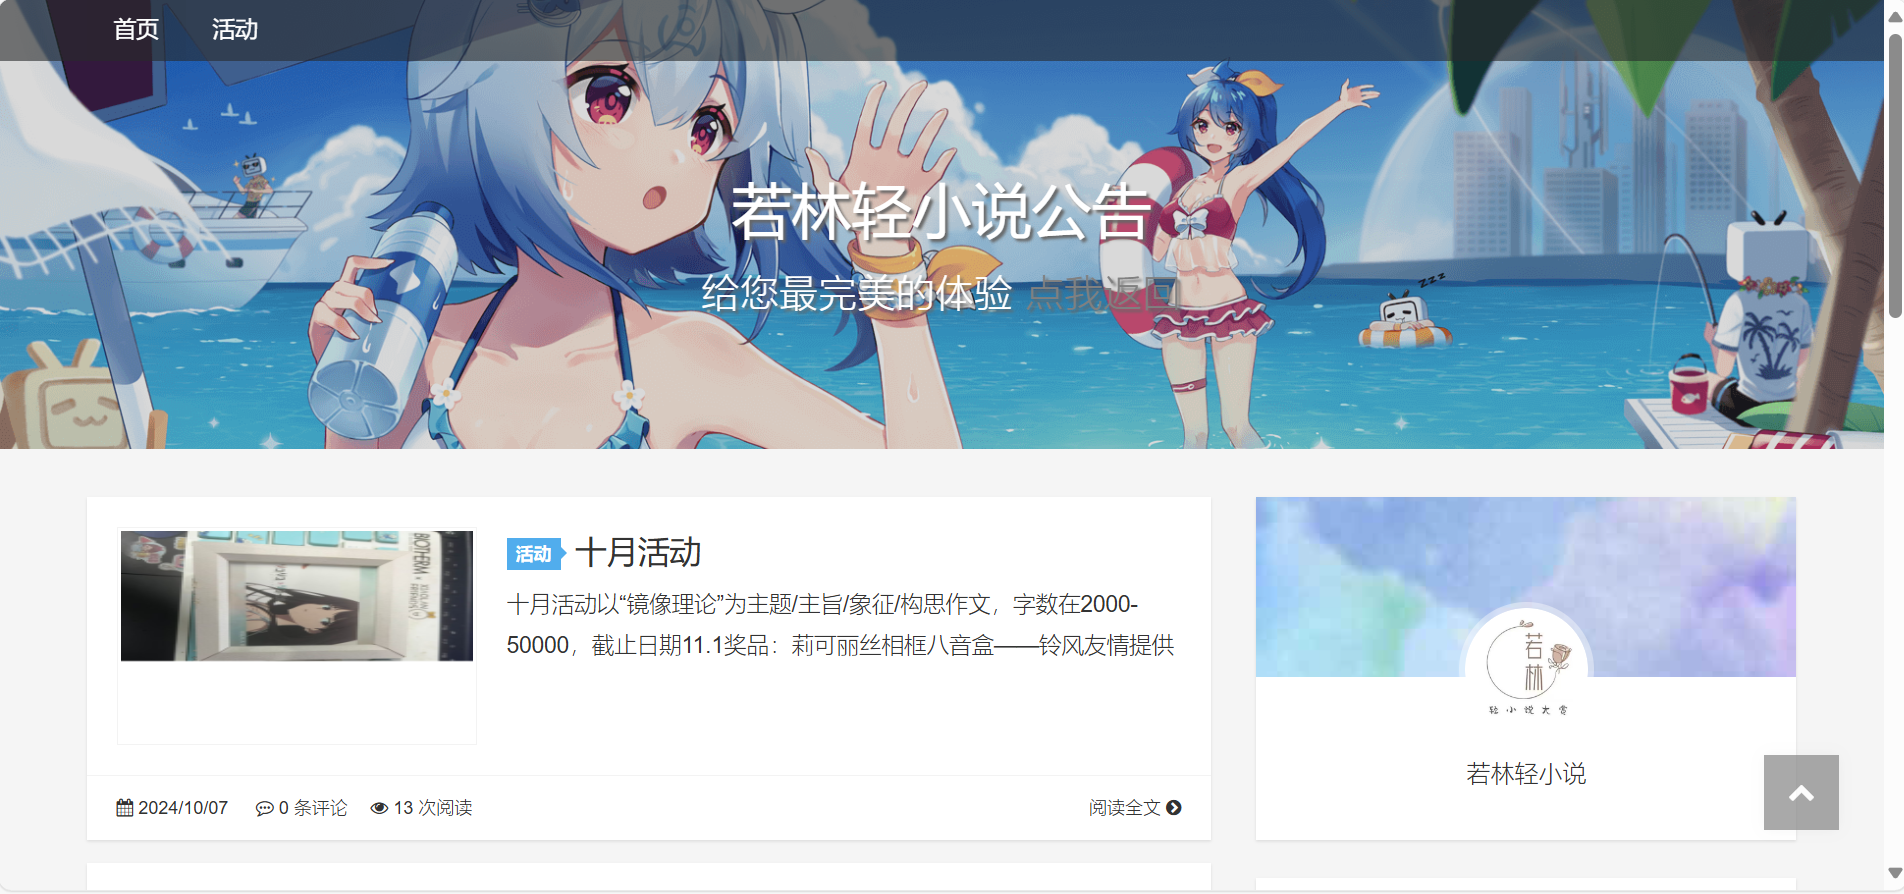 首页 活动
若林轻小说公告
给您最完美的体验 点我返回
zzz
BIOTHERM
活动 十月活动
十月活动以“镜像理论”为主题/主旨/象征/构思作文，字数在2000-
50000，截止日期11.1奖品：莉可丽丝相框八音盒——铃风友情提供
2024/10/07 0 条评论 13 次阅读 阅读全文
若林
轻小说大赏
若林轻小说